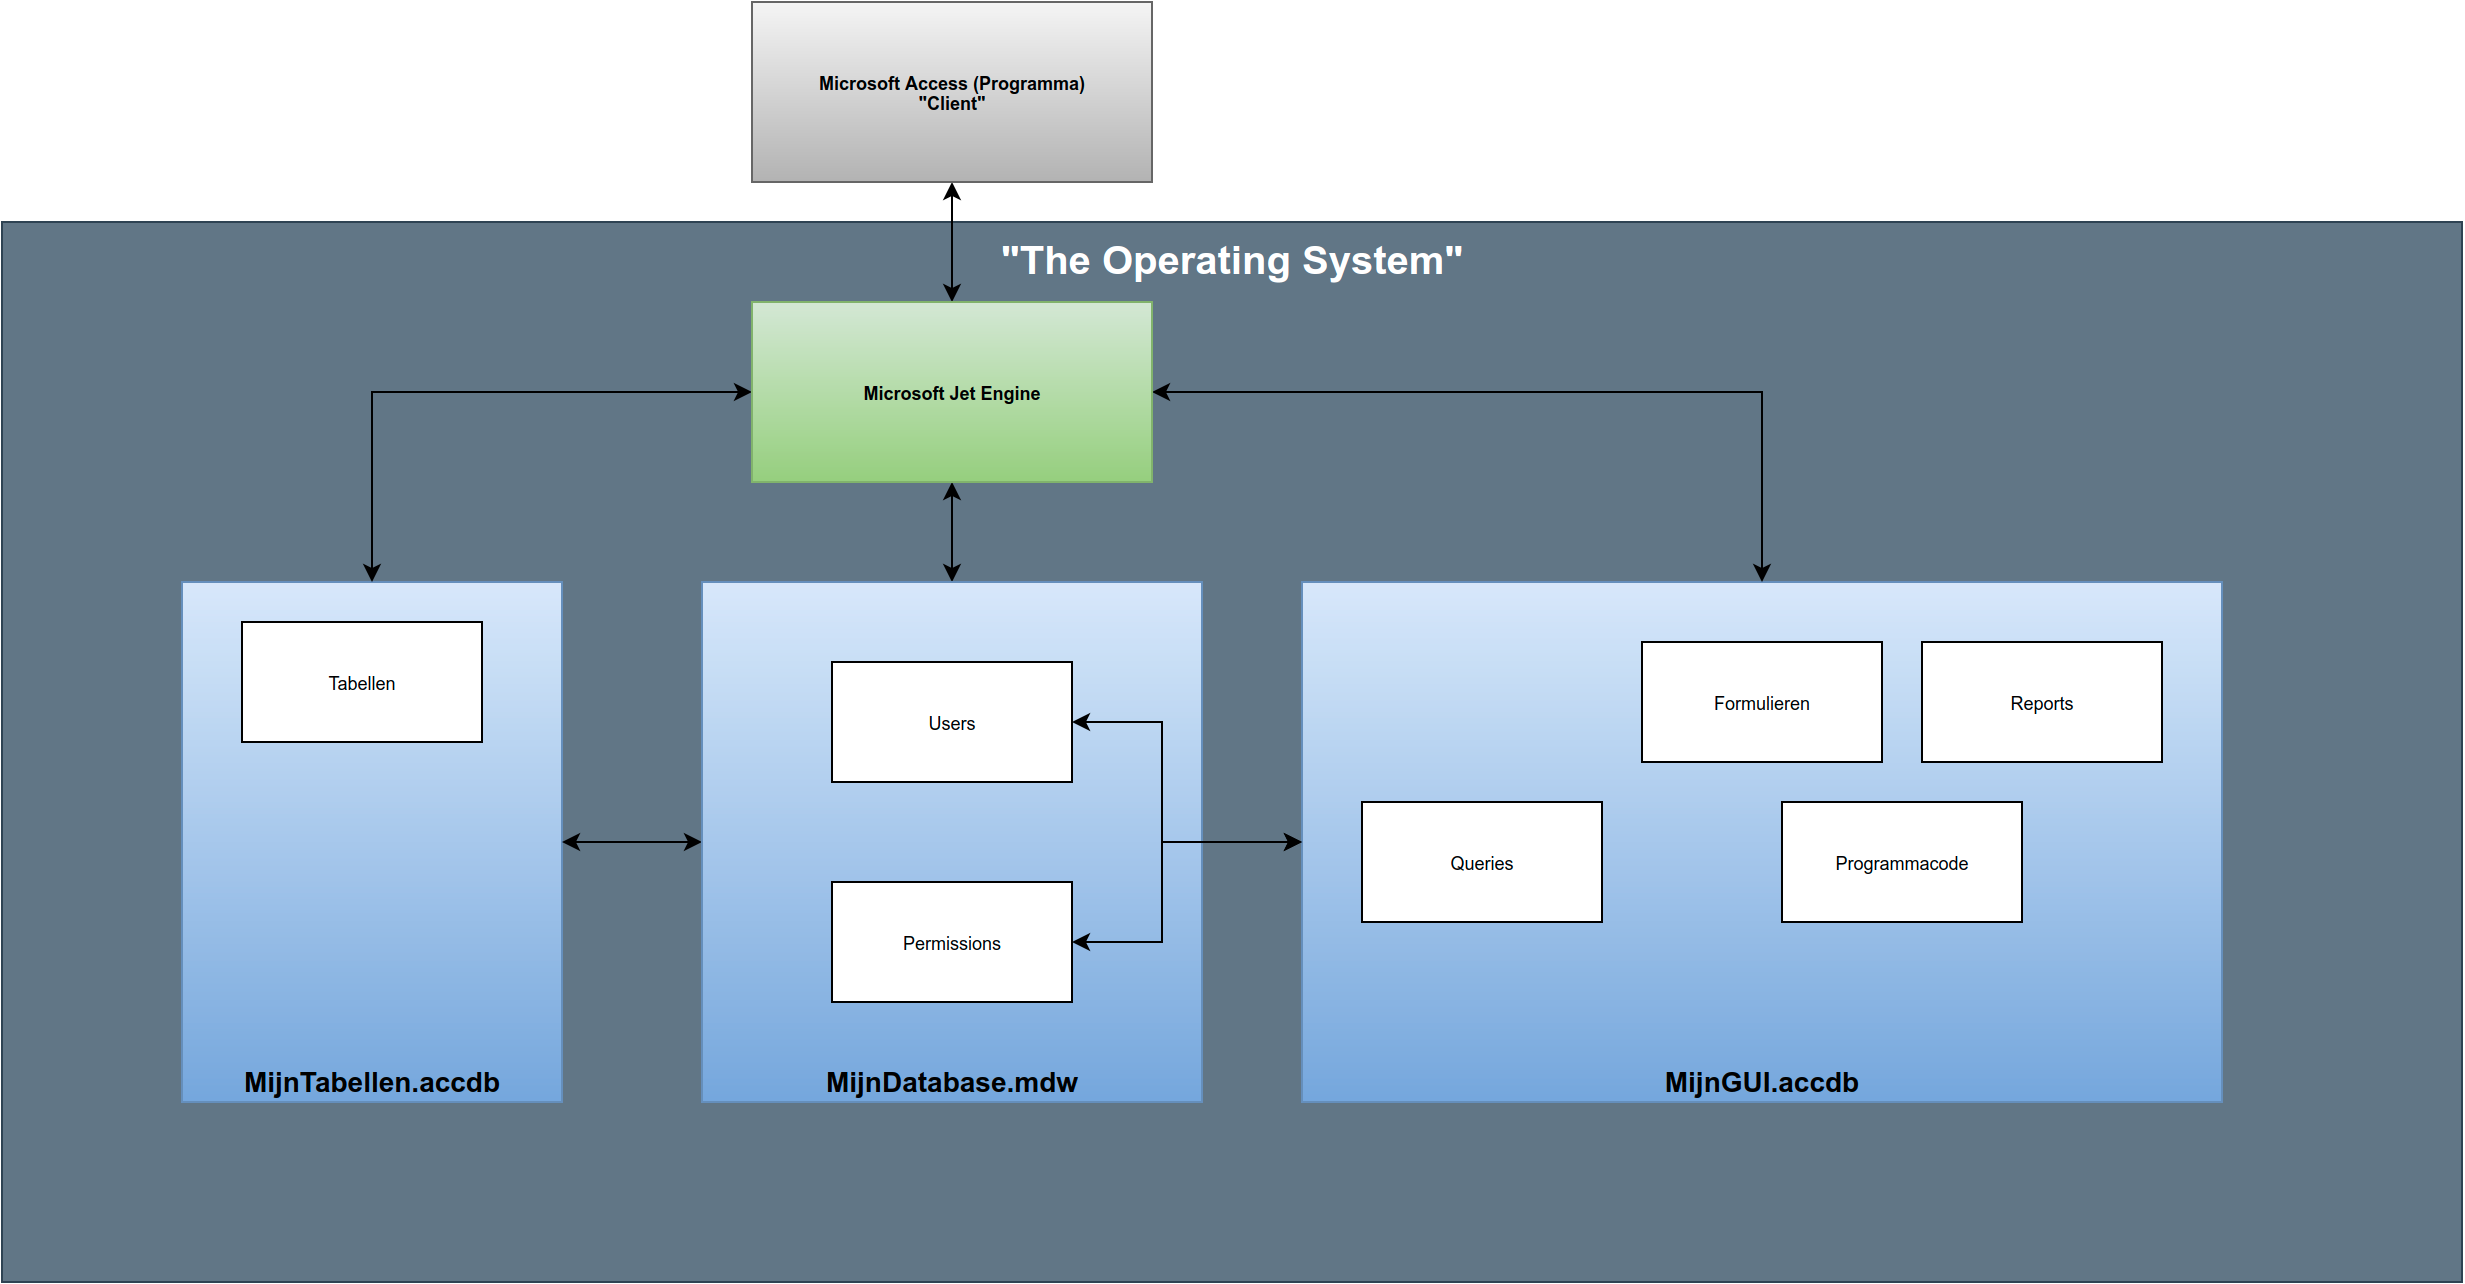 Microsoft Access (Programma)
"Client"
"The Operating System"
Microsoft Jet Engine
Tabellen
MijnTabellen.accdb
Users
Permissions
MijnDatabase.mdw
Formulieren
Reports
Queries
Programmacode
MijnGUI.accdb